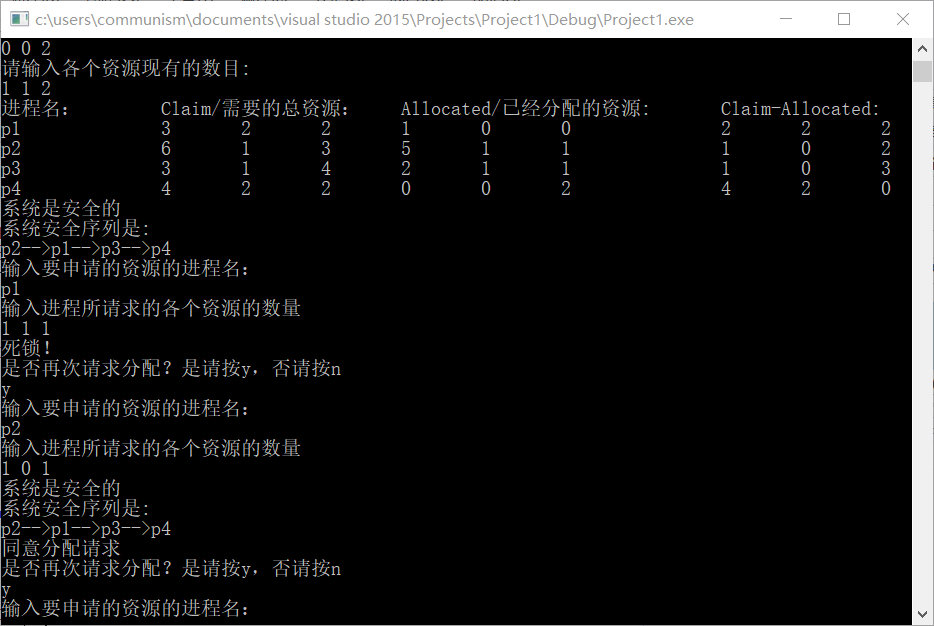 c:\users\communism\documents\visual studio 2015\Projects\Project1\Debug\Project1.exe
0 0 2
请输入各个资源现有的数目:
1 1 2
进程名: Claim/需要的总资源: Allocated/已经分配的资源: Claim-Allocated:
p1 3 2 2 1 0 0 2 2 2
p2 6 1 3 5 1 1 1 0 2
p3 3 1 4 2 1 1 1 0 3
p4 4 2 2 0 0 2 4 2 0
系统是安全的
系统安全序列是:
p2-->p1-->p3-->p4
输入要申请的资源的进程名:
p1
输入进程所请求的各个资源的数量
1 1 1
死锁!
是否再次请求分配? 是请按y, 否请按n
y
输入要申请的资源的进程名:
p2
输入进程所请求的各个资源的数量
1 0 1
系统是安全的
系统安全序列是:
p2-->p1-->p3-->p4
同意分配请求
是否再次请求分配? 是请按y, 否请按n
y
输入要申请的资源的进程名: